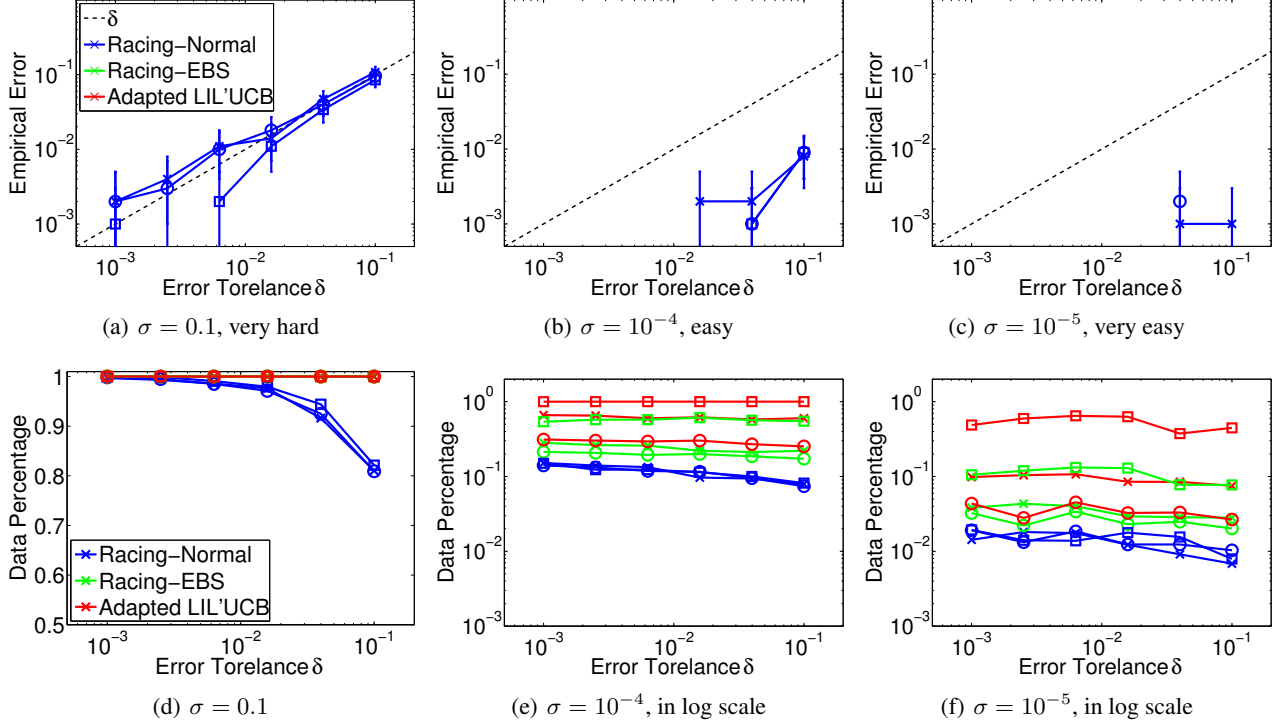 δ
Racing−Normal
Racing−EBS
Adapted LIL'UCB
Empirical Error
10⁻¹
10⁻²
10⁻³
10⁻³ 10⁻² 10⁻¹
Error Torelance δ
(a) σ = 0.1, very hard
Empirical Error
10⁻¹
10⁻²
10⁻³
10⁻³ 10⁻² 10⁻¹
Error Torelance δ
(b) σ = 10⁻⁴, easy
Empirical Error
10⁻¹
10⁻²
10⁻³
10⁻³ 10⁻² 10⁻¹
Error Torelance δ
(c) σ = 10⁻⁵, very easy
Data Percentage
1
0.9
0.8
0.7
0.6
0.5
Racing−Normal
Racing−EBS
Adapted LIL'UCB
10⁻³ 10⁻² 10⁻¹
Error Torelance δ
(d) σ = 0.1
Data Percentage
10⁰
10⁻¹
10⁻²
10⁻³
10⁻³ 10⁻² 10⁻¹
Error Torelance δ
(e) σ = 10⁻⁴, in log scale
Data Percentage
10⁰
10⁻¹
10⁻²
10⁻³
10⁻³ 10⁻² 10⁻¹
Error Torelance δ
(f) σ = 10⁻⁵, in log scale